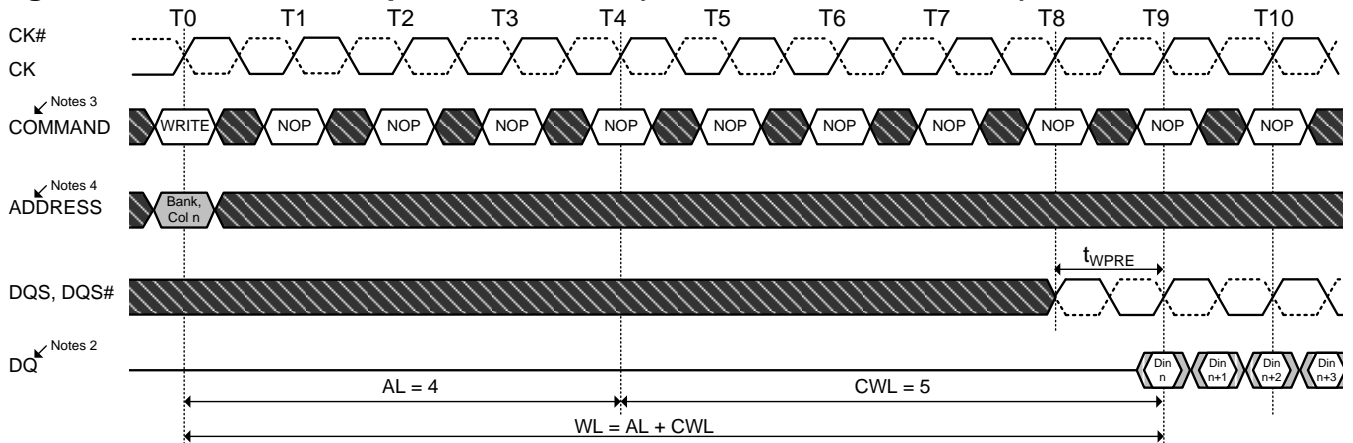 T0 T1 T2 T3 T4 T5 T6 T7 T8 T9 T10
CK#
CK
Notes 3
COMMAND WRITE NOP NOP NOP NOP NOP NOP NOP NOP NOP NOP
Notes 4
ADDRESS Bank, Col n
tWPRE
DQS, DQS#
Notes 2
DQ Din n Din n+1 Din n+2 Din n+3
AL = 4 CWL = 5
WL = AL + CWL